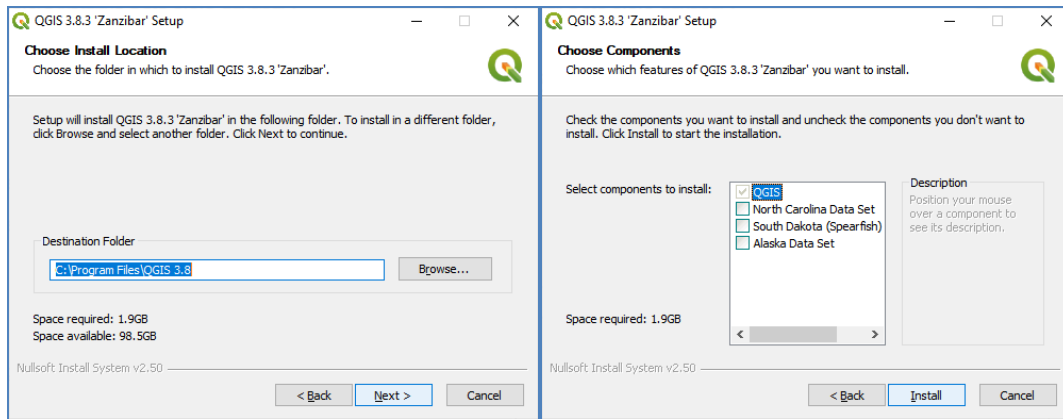 QGIS 3.8.3 'Zanzibar' Setup
Choose Install Location
Choose the folder in which to install QGIS 3.8.3 'Zanzibar'.
Setup will install QGIS 3.8.3 'Zanzibar' in the following folder. To install in a different folder,
click Browse and select another folder. Click Next to continue.
Destination Folder
C:\Program Files\QGIS 3.8
Browse...
Space required: 1.9GB
Space available: 98.5GB
Nullsoft Install System v2.50
< Back
Next >
Cancel
QGIS 3.8.3 'Zanzibar' Setup
Choose Components
Choose which features of QGIS 3.8.3 'Zanzibar' you want to install.
Check the components you want to install and uncheck the components you don't want to
install. Click Install to start the installation.
Select components to install:
QGIS
North Carolina Data Set
South Dakota (Spearfish)
Alaska Data Set
Description
Position your mouse
over a component to
see its description.
Space required: 1.9GB
Nullsoft Install System v2.50
< Back
Install
Cancel